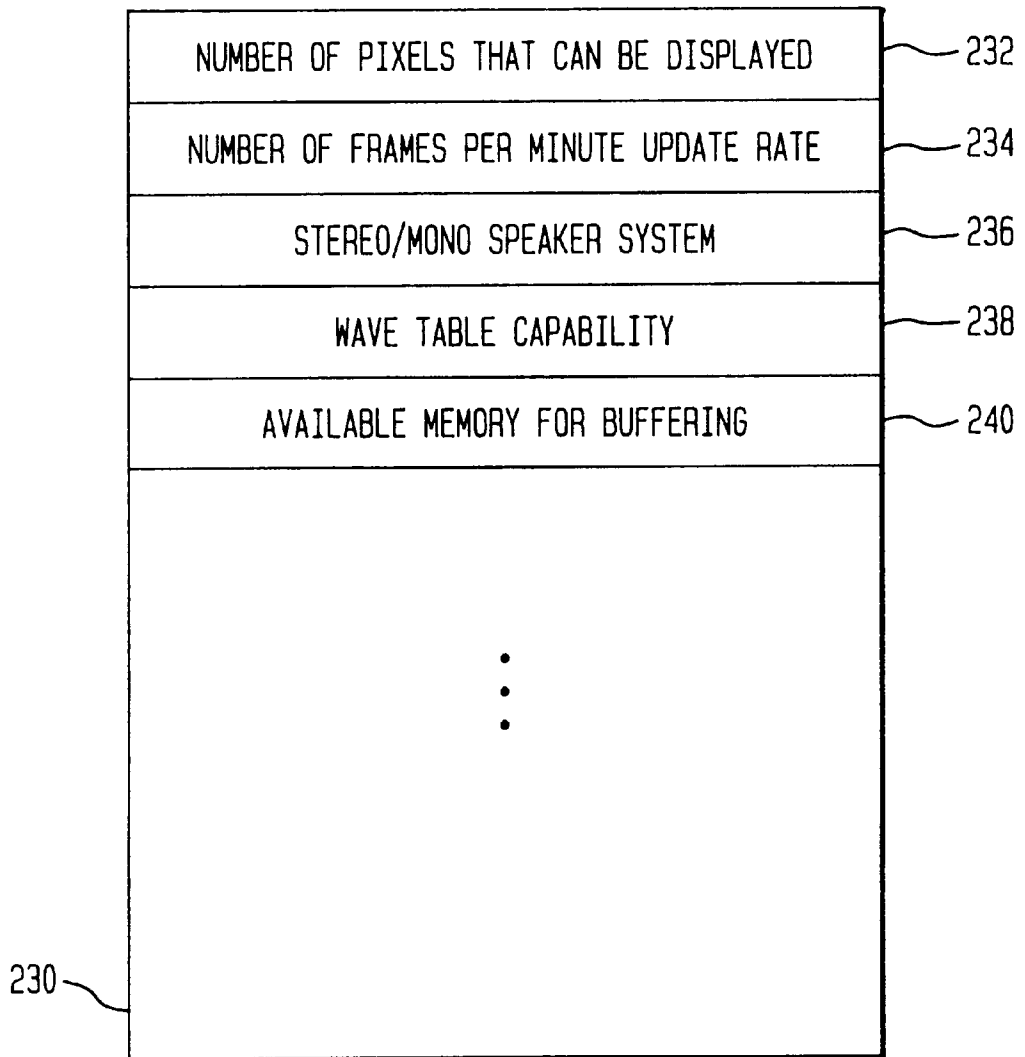 NUMBER OF PIXELS THAT CAN BE DISPLAYED 232
NUMBER OF FRAMES PER MINUTE UPDATE RATE 234
STEREO/MONO SPEAKER SYSTEM 236
WAVE TABLE CAPABILITY 238
AVAILABLE MEMORY FOR BUFFERING 240
230